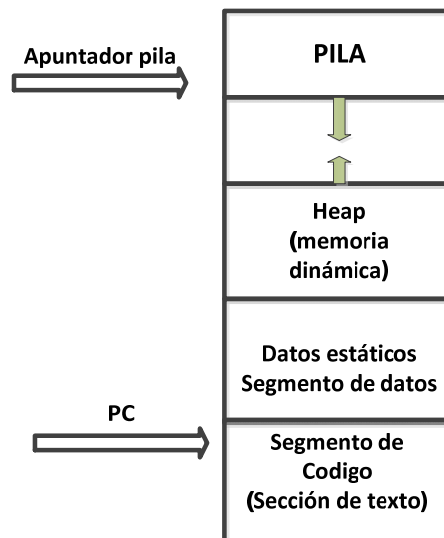 Apuntador pila
PILA
Heap
(memoria
dinámica)
Datos estáticos
Segmento de datos
PC
Segmento de
Codigo
(Sección de texto)